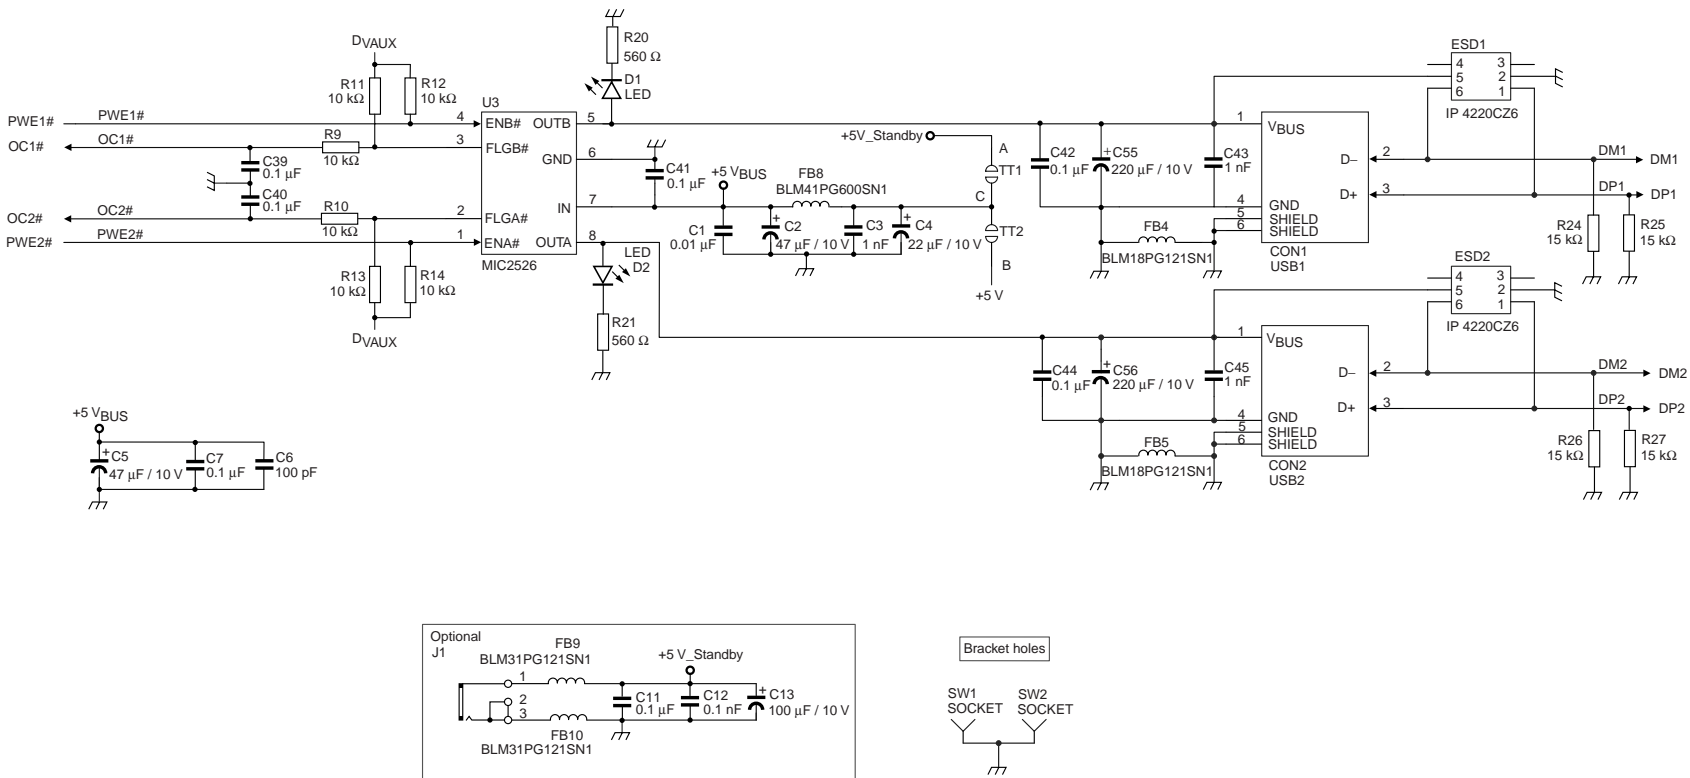 R20
560 Ω
D1
LED
DVAUX
R11
10 kΩ
R12
10 kΩ
U3
PWE1#
PWE1#
4
ENB#
OUTB
5
OC1#
OC1#
R9
10 kΩ
3
FLGB#
GND
6
C39
0.1 μF
C40
0.1 μF
C41
0.1 μF
+5 VBUS
FB8
BLM41PG600SN1
IN
7
OC2#
OC2#
R10
10 kΩ
2
FLGA#
PWE2#
PWE2#
1
ENA#
OUTA
8
MIC2526
R13
10 kΩ
R14
10 kΩ
DVAUX
LED
D2
R21
560 Ω
C1
0.01 μF
+
C2
47 μF / 10 V
C3
1 nF
+
C4
22 μF / 10 V
+5V_Standby
A
TT1
C
TT2
B
+5 V
C42
0.1 μF
+
C55
220 μF / 10 V
C43
1 nF
FB4
BLM18PG121SN1
1
VBUS
D–
2
D+
3
4
GND
5
SHIELD
6
SHIELD
CON1
USB1
ESD1
4
3
5
2
6
1
IP 4220CZ6
DM1
DM1
DP1
DP1
R24
15 kΩ
R25
15 kΩ
ESD2
4
3
5
2
6
1
IP 4220CZ6
C44
0.1 μF
+
C56
220 μF / 10 V
C45
1 nF
FB5
BLM18PG121SN1
1
VBUS
D–
2
D+
3
4
GND
5
SHIELD
6
SHIELD
CON2
USB2
DM2
DM2
DP2
DP2
R26
15 kΩ
R27
15 kΩ
+5 VBUS
+
C5
47 μF / 10 V
C7
0.1 μF
C6
100 pF
Optional
J1
FB9
BLM31PG121SN1
+5 V_Standby
1
2
3
C11
0.1 μF
C12
0.1 nF
+
C13
100 μF / 10 V
FB10
BLM31PG121SN1
Bracket holes
SW1
SOCKET
SW2
SOCKET